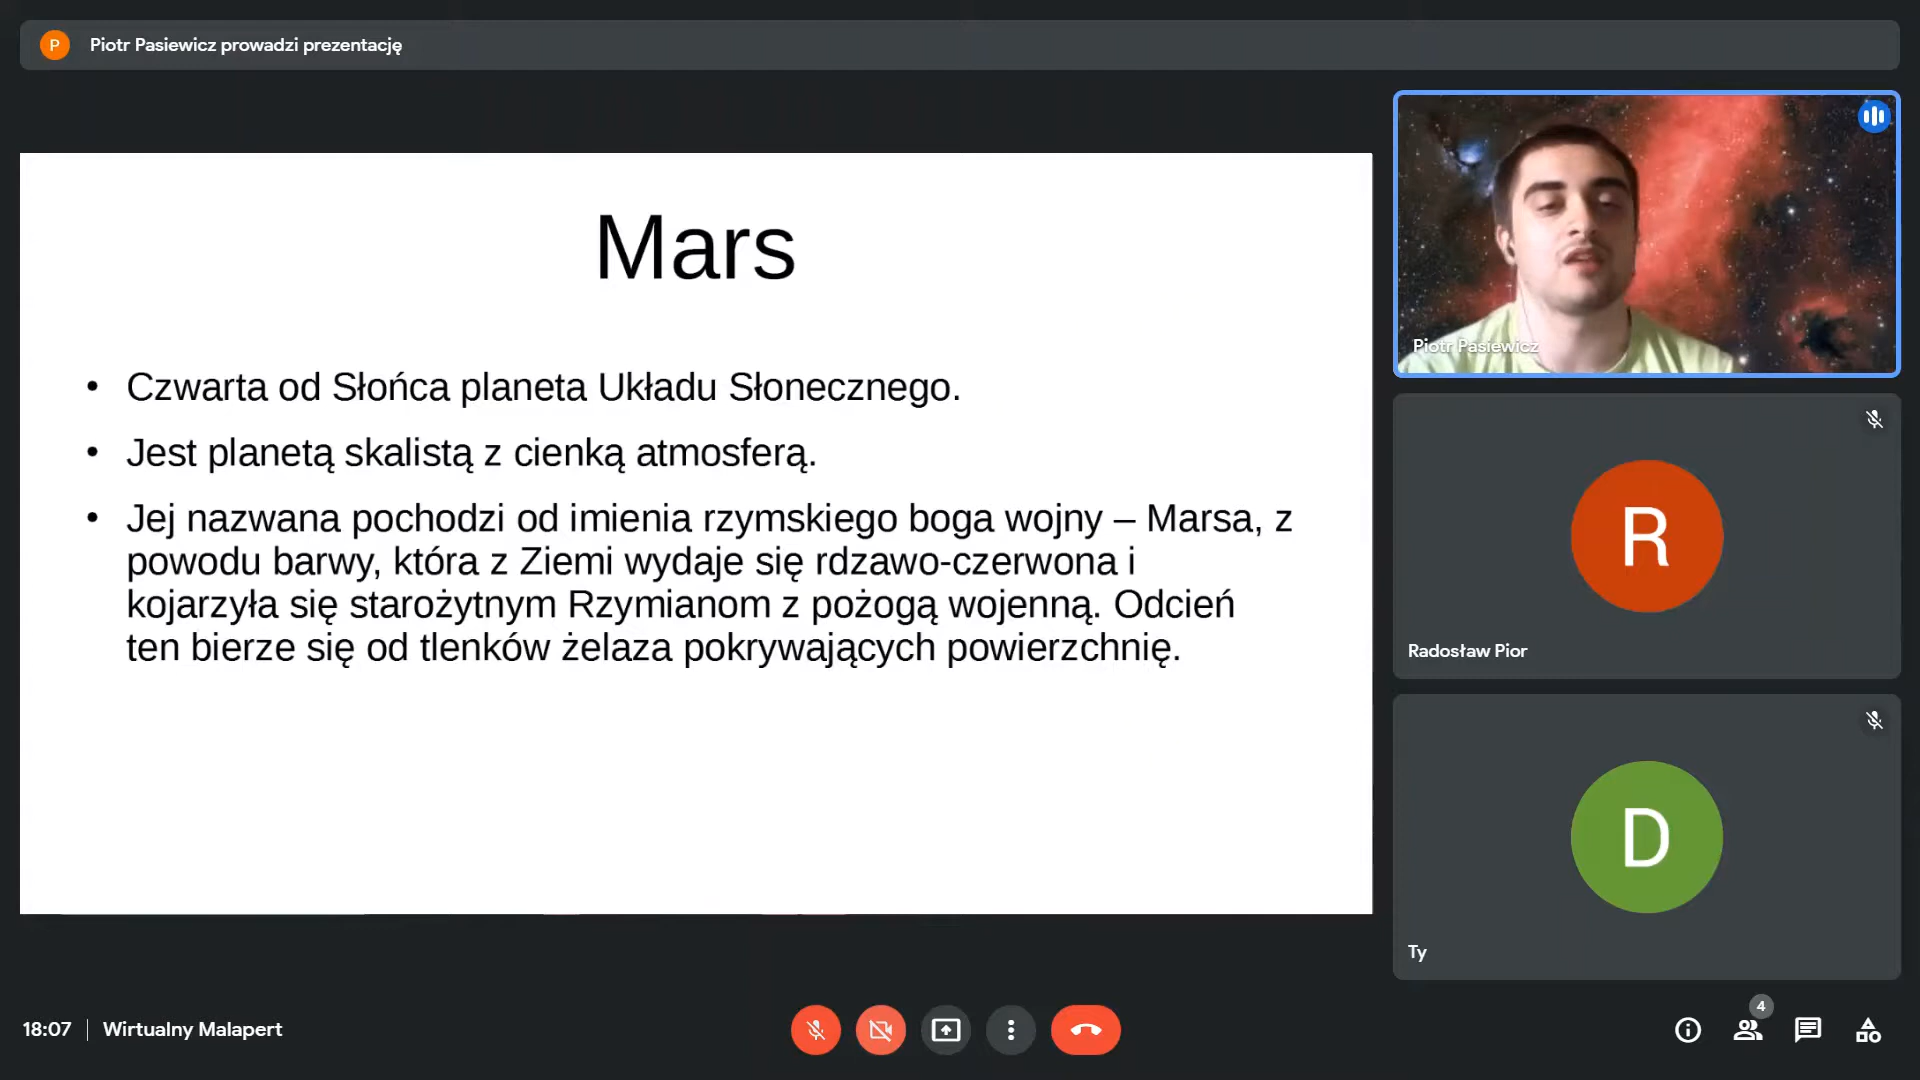 P
Piotr Pasiewicz prowadzi prezentację
Mars
• Czwarta od Słońca planeta Układu Słonecznego.
• Jest planetą skalistą z cienką atmosferą.
• Jej nazwana pochodzi od imienia rzymskiego boga wojny – Marsa, z
powodu barwy, która z Ziemi wydaje się rdzawo-czerwona i
kojarzyła się starożytnym Rzymianom z pożogą wojenną. Odcień
ten bierze się od tlenków żelaza pokrywających powierzchnię.
Piotr Pasiewicz
R
Radosław Pior
D
Ty
18:07 | Wirtualny Malapert
4